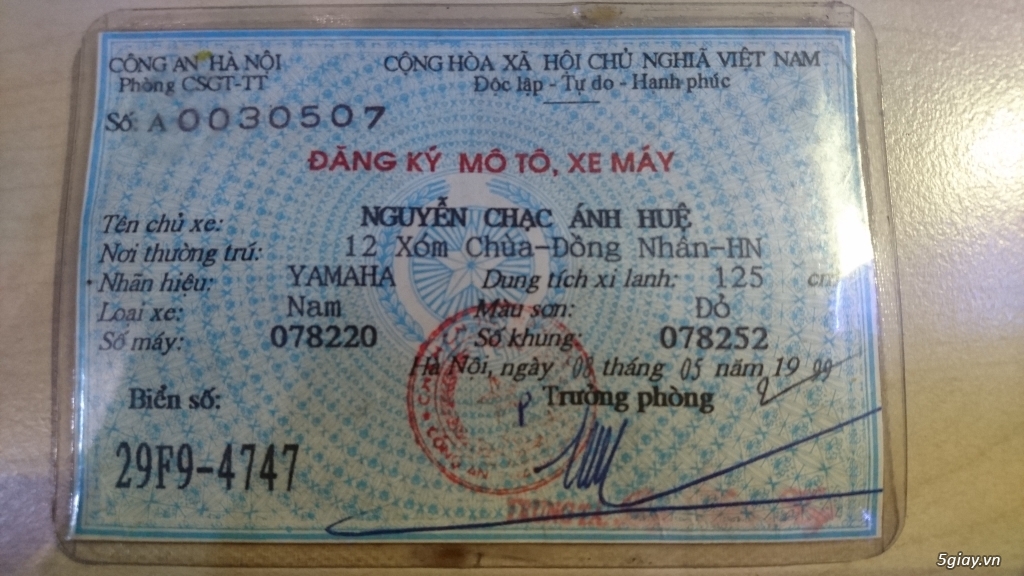 CÔNG AN HÀ NỘI
Phòng CSGT-TT
CỘNG HÒA XÃ HỘI CHỦ NGHĨA VIỆT NAM
Độc lập - Tự do - Hạnh phúc
Số: A 0030507
ĐĂNG KÝ MÔ TÔ, XE MÁY
Tên chủ xe: NGUYỄN CHẠC ÁNH HUỆ
Nơi thường trú: 12 Xóm Chùa-Đồng Nhân-HN
Nhãn hiệu: YAMAHA Dung tích xi lanh: 125 cm
Loại xe: Nam Màu sơn: Đỏ
Số máy: 078220 Số khung: 078252
Hà Nội, ngày 08 tháng 05 năm 19 99
Biển số: Trưởng phòng
29F9-4747
TRUNG TÁ
5giay.vn